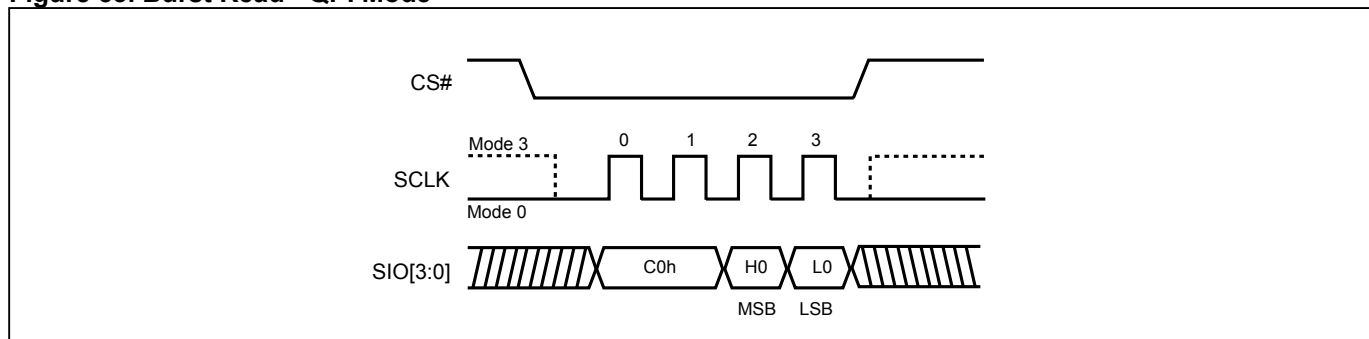 CS#
Mode 3
0 1 2 3
SCLK
Mode 0
SIO[3:0]
C0h H0 L0
MSB LSB